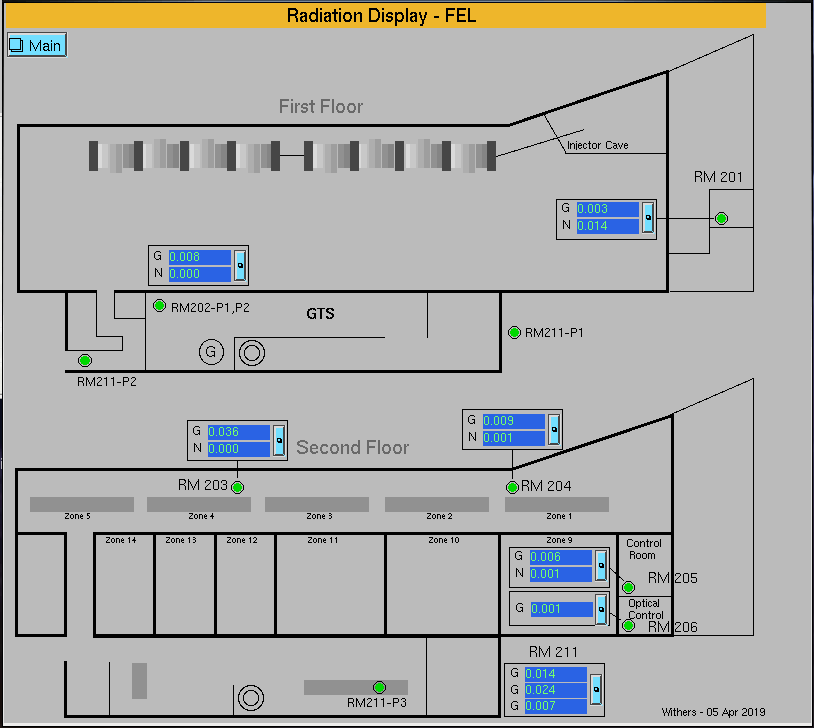 Radiation Display - FEL
Main
First Floor
Injector Cave
RM 201
G 0.003
N 0.014
G 0.008
N 0.000
RM202-P1,P2
GTS
RM211-P1
G
RM211-P2
G 0.036
N 0.000
Second Floor
G 0.009
N 0.001
RM 203
RM 204
Zone 5
Zone 4
Zone 3
Zone 2
Zone 1
Zone 14
Zone 13
Zone 12
Zone 11
Zone 10
Zone 9
Control
Room
G 0.006
N 0.001
RM 205
G 0.001
Optical
Control
RM 206
RM 211
G 0.014
G 0.024
G 0.007
RM211-P3
Withers - 05 Apr 2019